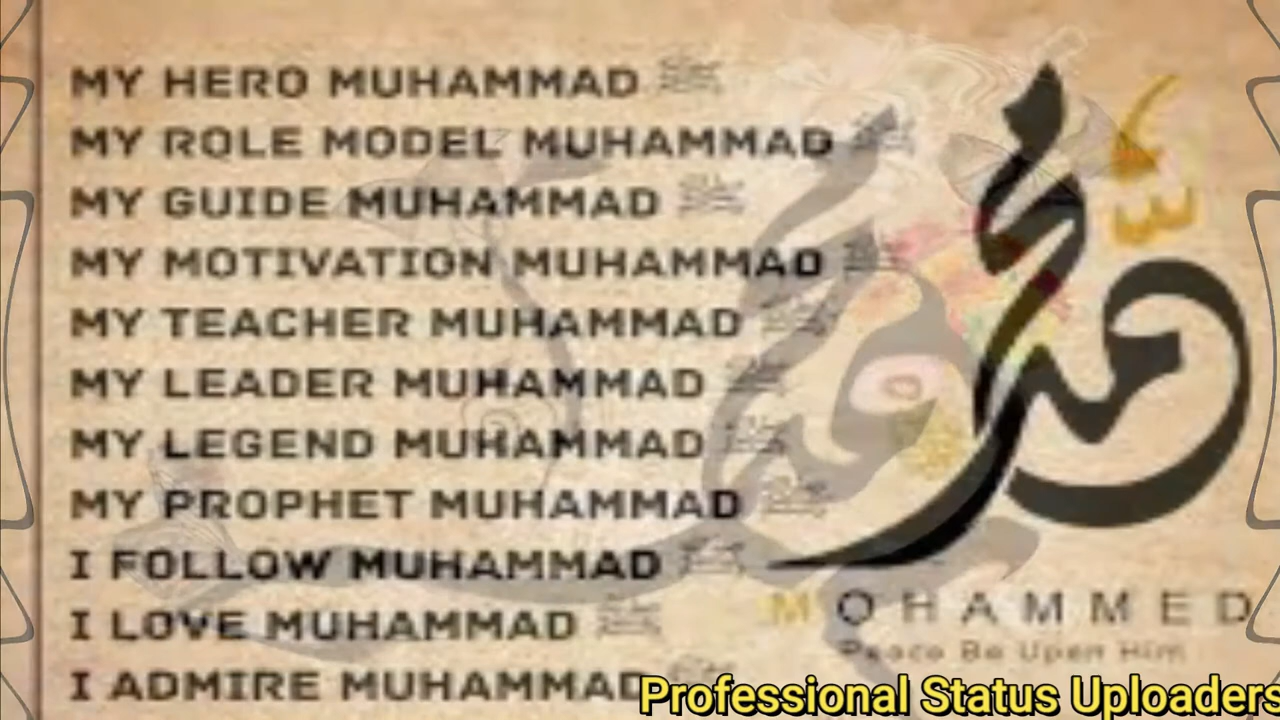 MY HERO MUHAMMAD ﷺ
MY ROLE MODEL MUHAMMAD ﷺ
MY GUIDE MUHAMMAD ﷺ
MY MOTIVATION MUHAMMAD ﷺ
MY TEACHER MUHAMMAD ﷺ
MY LEADER MUHAMMAD ﷺ
MY LEGEND MUHAMMAD ﷺ
MY PROPHET MUHAMMAD ﷺ
I FOLLOW MUHAMMAD ﷺ
I LOVE MUHAMMAD ﷺ
I ADMIRE MUHAMMAD ﷺ
محمد
MOHAMMED
Peace Be Upon Him
Professional Status Uploaders